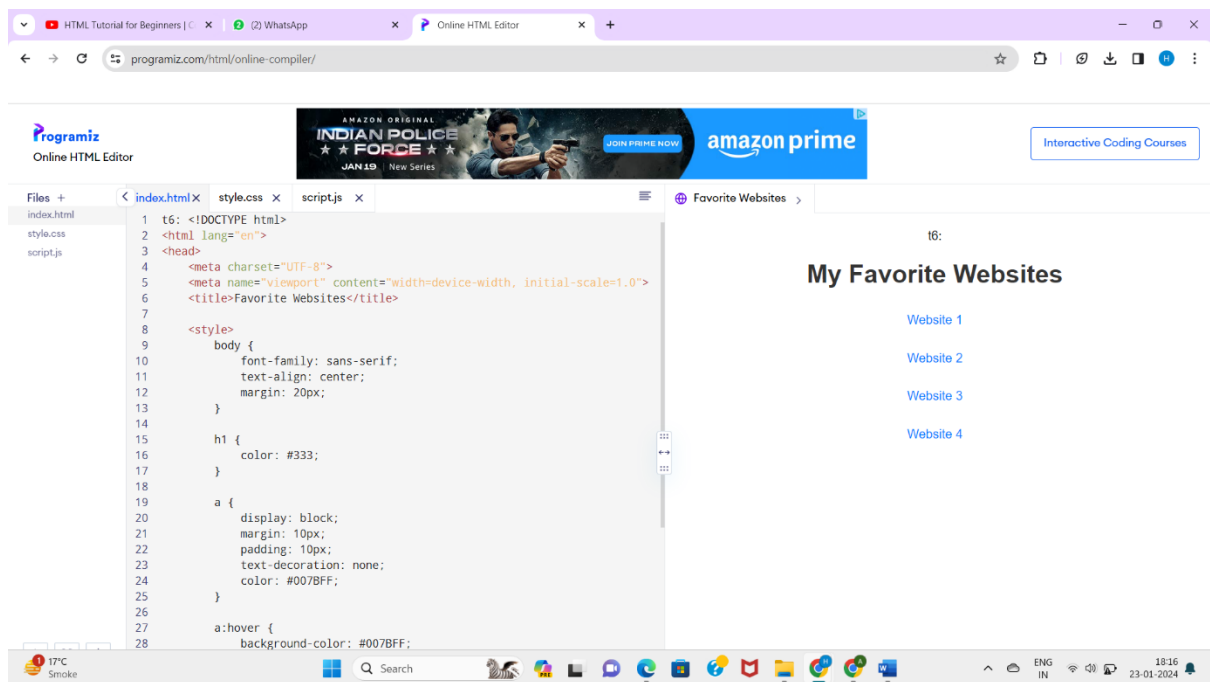 HTML Tutorial for Beginners | C
2 (2) WhatsApp
Online HTML Editor
programiz.com/html/online-compiler/
H
Programiz
Online HTML Editor
AMAZON ORIGINAL
INDIAN POLICE
FORCE
JAN 19 | New Series
JOIN PRIME NOW
amazon prime
Interactive Coding Courses
Files +
index.html
style.css
script.js
index.html
style.css
script.js
1 t6: <!DOCTYPE html>
2 <html lang="en">
3 <head>
4 <meta charset="UTF-8">
5 <meta name="viewport" content="width=device-width, initial-scale=1.0">
6 <title>Favorite Websites</title>
7
8 <style>
9 body {
10 font-family: sans-serif;
11 text-align: center;
12 margin: 20px;
13 }
14
15 h1 {
16 color: #333;
17 }
18
19 a {
20 display: block;
21 margin: 10px;
22 padding: 10px;
23 text-decoration: none;
24 color: #007BFF;
25 }
26
27 a:hover {
28 background-color: #007BFF;
Favorite Websites
t6:
My Favorite Websites
Website 1
Website 2
Website 3
Website 4
1
17°C
Smoke
Search
PRE
ENG
IN
18:16
23-01-2024